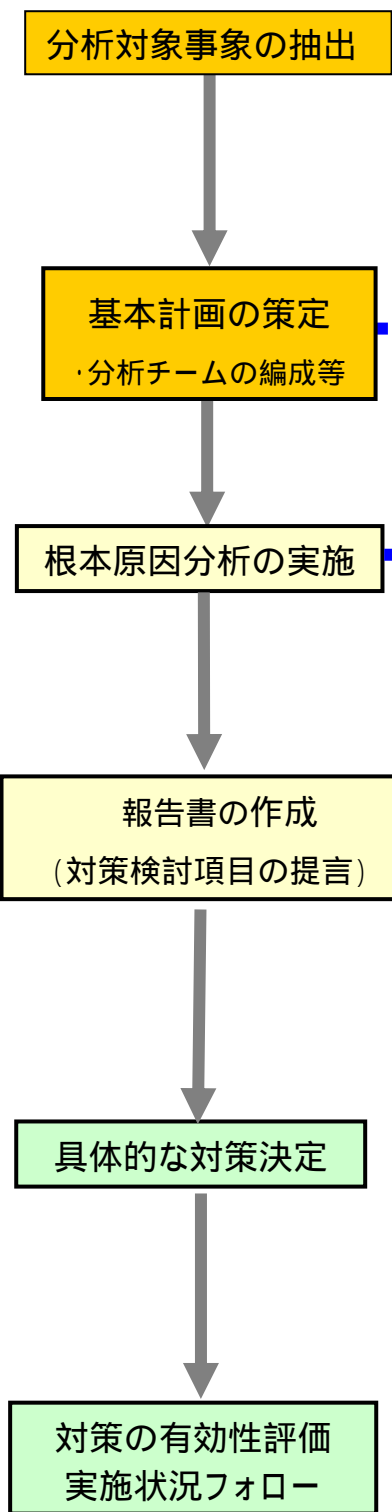 分析対象事象の抽出
基本計画の策定
・分析チームの編成等
根本原因分析の実施
報告書の作成
(対策検討項目の提言)
具体的な対策決定
対策の有効性評価
実施状況フォロー